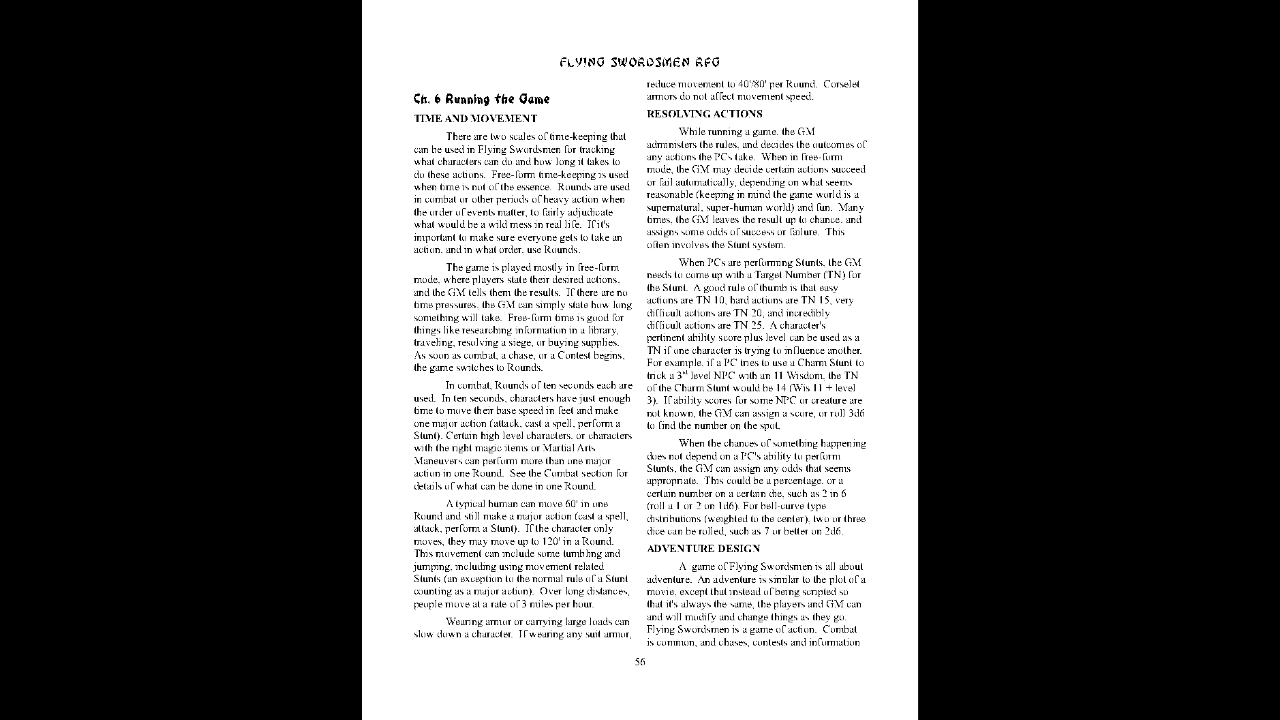 FLYING SWORDSMEN RPG
Ch. 6 Running the Game
TIME AND MOVEMENT
There are two scales of time-keeping that
can be used in Flying Swordsmen for tracking
what characters can do and how long it takes to
do these actions. Free-form time-keeping is used
when time is not of the essence. Rounds are used
in combat or other periods of heavy action when
the order of events matter, to fairly adjudicate
what would be a wild mess in real life. If it's
important to make sure everyone gets to take an
action, and in what order, use Rounds.
The game is played mostly in free-form
mode, where players state their desired actions,
and the GM tells them the results. If there are no
time pressures, the GM can simply state how long
something will take. Free-form time is good for
things like researching information in a library,
traveling, resolving a siege, or buying supplies.
As soon as combat, a chase, or a Contest begins,
the game switches to Rounds.
In combat, Rounds of ten seconds each are
used. In ten seconds, characters have just enough
time to move their base speed in feet and make
one major action (attack, cast a spell, perform a
Stunt). Certain high level characters, or characters
with the right magic items or Martial Arts
Maneuvers can perform more than one major
action in one Round. See the Combat section for
details of what can be done in one Round.
A typical human can move 60' in one
Round and still make a major action (cast a spell,
attack, perform a Stunt). If the character only
moves, they may move up to 120' in a Round.
This movement can include some tumbling and
jumping, including using movement related
Stunts (an exception to the normal rule of a Stunt
counting as a major action). Over long distances,
people move at a rate of 3 miles per hour.
Wearing armor or carrying large loads can
slow down a character. If wearing any suit armor,
reduce movement to 40'/80' per Round. Corselet
armors do not affect movement speed.
RESOLVING ACTIONS
While running a game, the GM
administers the rules, and decides the outcomes of
any actions the PCs take. When in free-form
mode, the GM may decide certain actions succeed
or fail automatically, depending on what seems
reasonable (keeping in mind the game world is a
supernatural, super-human world) and fun. Many
times, the GM leaves the result up to chance, and
assigns some odds of success or failure. This
often involves the Stunt system.
When PCs are performing Stunts, the GM
needs to come up with a Target Number (TN) for
the Stunt. A good rule of thumb is that easy
actions are TN 10, hard actions are TN 15, very
difficult actions are TN 20, and incredibly
difficult actions are TN 25. A character's
pertinent ability score plus level can be used as a
TN if one character is trying to influence another.
For example, if a PC tries to use a Charm Stunt to
trick a 3rd level NPC with an 11 Wisdom, the TN
of the Charm Stunt would be 14 (Wis 11 + level
3). If ability scores for some NPC or creature are
not known, the GM can assign a score, or roll 3d6
to find the number on the spot.
When the chances of something happening
does not depend on a PC's ability to perform
Stunts, the GM can assign any odds that seems
appropriate. This could be a percentage, or a
certain number on a certain die, such as 2 in 6
(roll a 1 or 2 on 1d6). For bell-curve type
distributions (weighted to the center), two or three
dice can be rolled, such as 7 or better on 2d6.
ADVENTURE DESIGN
A game of Flying Swordsmen is all about
adventure. An adventure is similar to the plot of a
movie, except that instead of being scripted so
that it's always the same, the players and GM can
and will modify and change things as they go.
Flying Swordsmen is a game of action. Combat
is common, and chases, contests and information
56